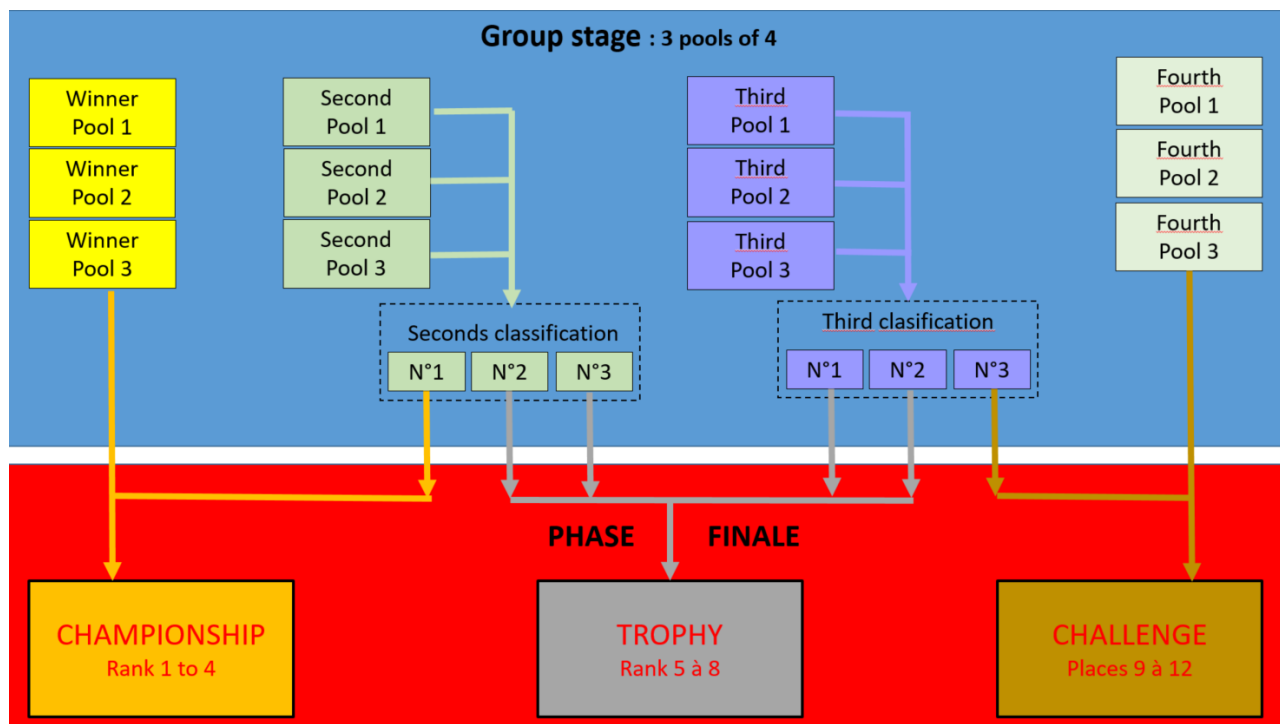 Group stage : 3 pools of 4
Winner
Pool 1
Winner
Pool 2
Winner
Pool 3
Second
Pool 1
Second
Pool 2
Second
Pool 3
Third
Pool 1
Third
Pool 2
Third
Pool 3
Fourth
Pool 1
Fourth
Pool 2
Fourth
Pool 3
Seconds classification
N°1 N°2 N°3
Third clasification
N°1 N°2 N°3
PHASE FINALE
CHAMPIONSHIP
Rank 1 to 4
TROPHY
Rank 5 à 8
CHALLENGE
Places 9 à 12